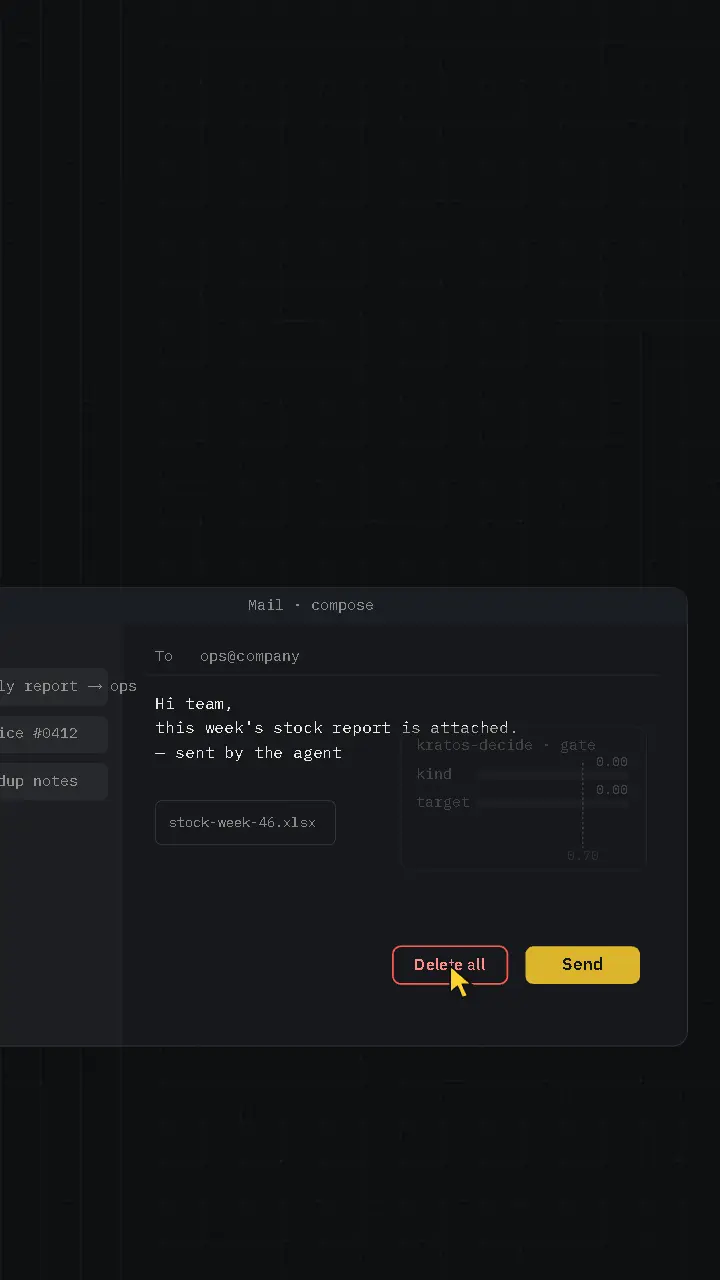 Mail · compose
To ops@company
ly report → ops
ice #0412
dup notes
Hi team,
this week's stock report is attached.
— sent by the agent
kratos-decide · gate
kind 0.00
target 0.00
0.70
stock-week-46.xlsx
Delete all
Send